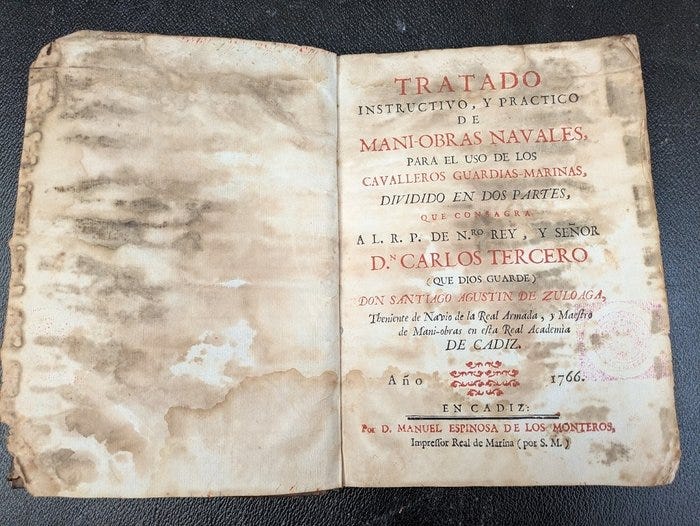 TRATADO
INSTRUCTIVO, Y PRACTICO
DE
MANI-OBRAS NAVALES,
PARA EL USO DE LOS
CAVALLEROS GUARDIAS-MARINAS,
DIVIDIDO EN DOS PARTES,
QUE CONSAGRA
A L. R. P. DE N.RO REY, Y SEÑOR
D.N CARLOS TERCERO
(QUE DIOS GUARDE)
DON SANTIAGO AGUSTIN DE ZULOAGA,
Theniente de Navio de la Real Armada, y Maestro
de Mani-obras en esta Real Academia
DE CADIZ.
Año 1766.
EN CADIZ:
Por D. MANUEL ESPINOSA DE LOS MONTEROS,
Impressor Real de Marina (por S. M.)